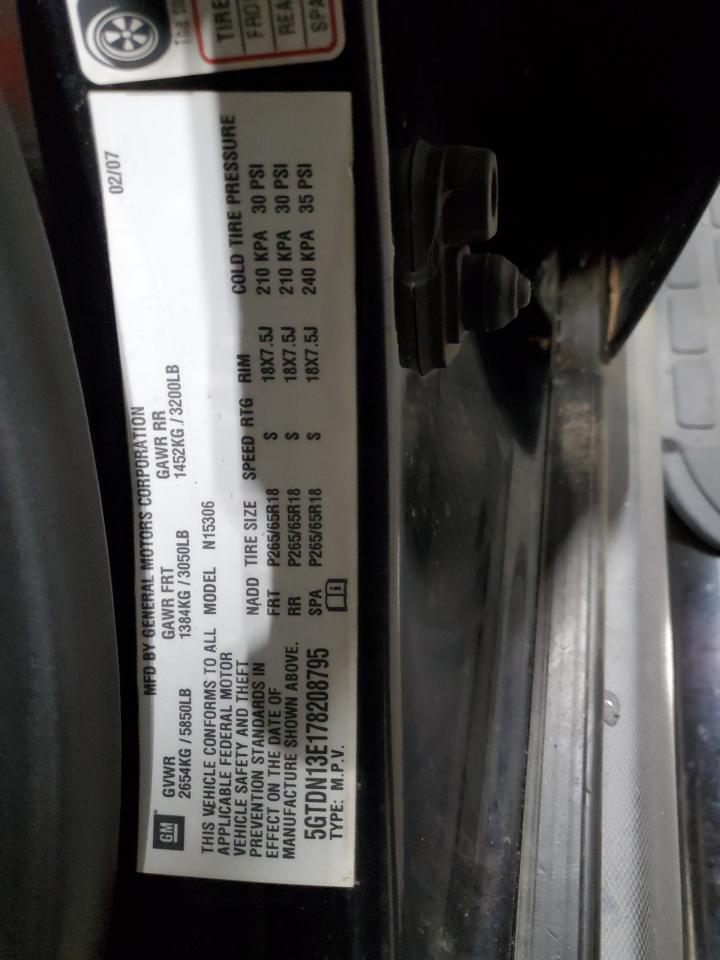 TIRE
FRO
REA
SPA
MFD BY GENERAL MOTORS CORPORATION 02/07
GM
GVWR GAWR FRT GAWR RR
2654KG / 5850LB 1384KG / 3050LB 1452KG / 3200LB
THIS VEHICLE CONFORMS TO ALL MODEL N15306
APPLICABLE FEDERAL MOTOR
VEHICLE SAFETY AND THEFT
PREVENTION STANDARDS IN
EFFECT ON THE DATE OF
MANUFACTURE SHOWN ABOVE.
NADD TIRE SIZE SPEED RTG RIM COLD TIRE PRESSURE
FRT P265/65R18 S 18X7.5J 210 KPA 30 PSI
RR P265/65R18 S 18X7.5J 210 KPA 30 PSI
SPA P265/65R18 S 18X7.5J 240 KPA 35 PSI
5GTDN13E178208795
TYPE: M.P.V.